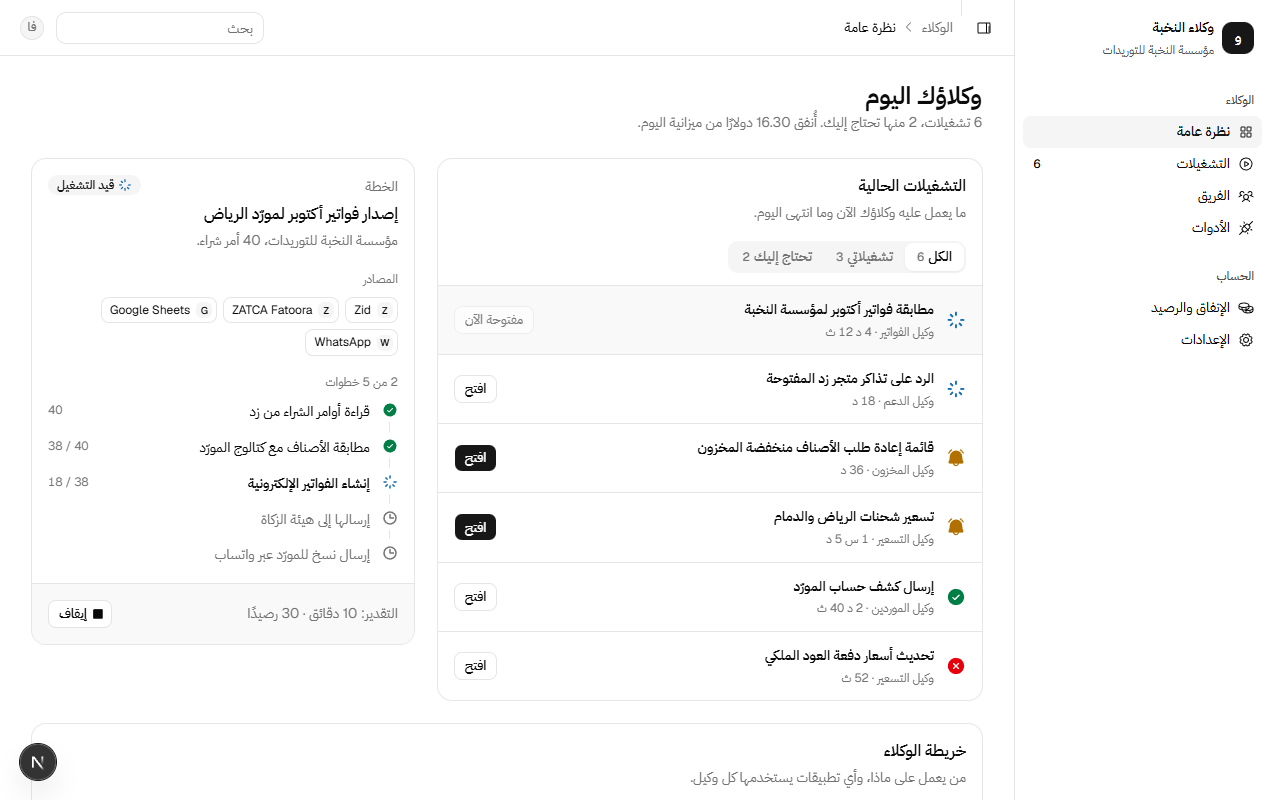 و
وكلاء النخبة
مؤسسة النخبة للتوريدات
الوكلاء
نظرة عامة
التشغيلات 6
الفريق
الأدوات
الحساب
الإنفاق والرصيد
الإعدادات
الوكلاء
نظرة عامة
بحث
فا
وكلاؤك اليوم
6 تشغيلات، 2 منها تحتاج إليك. أُنفق 16.30 دولارًا من ميزانية اليوم.
التشغيلات الحالية
ما يعمل عليه وكلاؤك الآن وما انتهى اليوم.
الكل 6
تشغيلاتي 3
تحتاج إليك 2
مطابقة فواتير أكتوبر لمؤسسة النخبة
وكيل الفواتير · 4 د 12 ث
مفتوحة الآن
الرد على تذاكر متجر زد المفتوحة
وكيل الدعم · 18 د
افتح
قائمة إعادة طلب الأصناف منخفضة المخزون
وكيل المخزون · 36 د
افتح
تسعير شحنات الرياض والدمام
وكيل التسعير · 1 س 5 د
افتح
إرسال كشف حساب المورّد
وكيل الموردين · 2 د 40 ث
افتح
تحديث أسعار دفعة العود الملكي
وكيل التسعير · 52 ث
افتح
الخطة
قيد التشغيل
إصدار فواتير أكتوبر لمورّد الرياض
مؤسسة النخبة للتوريدات، 40 أمر شراء.
المصادر
Z Zid
Z ZATCA Fatoora
G Google Sheets
W WhatsApp
2 من 5 خطوات
قراءة أوامر الشراء من زد 40
مطابقة الأصناف مع كتالوج المورّد 38 / 40
إنشاء الفواتير الإلكترونية 18 / 38
إرسالها إلى هيئة الزكاة
إرسال نسخ للمورّد عبر واتساب
التقدير: 10 دقائق · 30 رصيدًا
إيقاف
خريطة الوكلاء
من يعمل على ماذا، وأي تطبيقات يستخدمها كل وكيل.
N